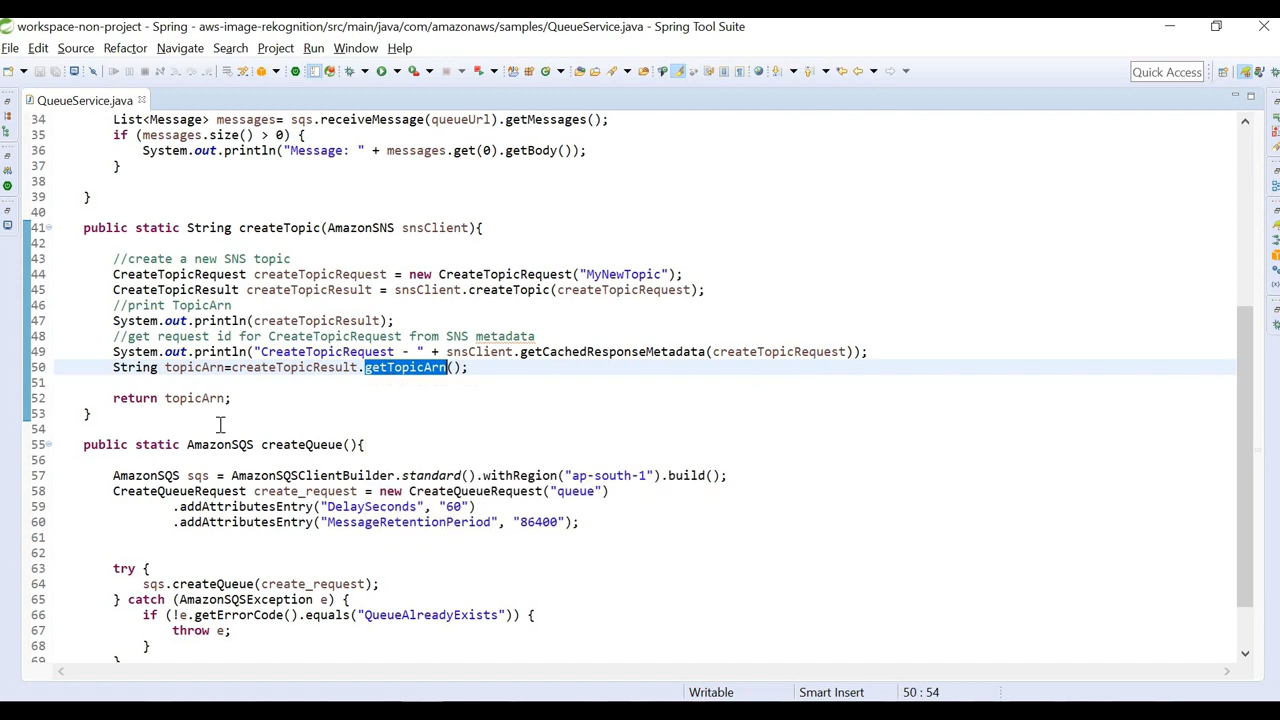 workspace-non-project - Spring - aws-image-rekognition/src/main/java/com/amazonaws/samples/QueueService.java - Spring Tool Suite
File Edit Source Refactor Navigate Search Project Run Window Help
Quick Access
QueueService.java
34 List<Message> messages= sqs.receiveMessage(queueUrl).getMessages();
35 if (messages.size() > 0) {
36 System.out.println("Message: " + messages.get(0).getBody());
37 }
38
39 }
40
41 public static String createTopic(AmazonSNS snsClient){
42
43 //create a new SNS topic
44 CreateTopicRequest createTopicRequest = new CreateTopicRequest("MyNewTopic");
45 CreateTopicResult createTopicResult = snsClient.createTopic(createTopicRequest);
46 //print TopicArn
47 System.out.println(createTopicResult);
48 //get request id for CreateTopicRequest from SNS metadata
49 System.out.println("CreateTopicRequest - " + snsClient.getCachedResponseMetadata(createTopicRequest));
50 String topicArn=createTopicResult.getTopicArn();
51
52 return topicArn;
53 }
54
55 public static AmazonSQS createQueue(){
56
57 AmazonSQS sqs = AmazonSQSClientBuilder.standard().withRegion("ap-south-1").build();
58 CreateQueueRequest create_request = new CreateQueueRequest("queue")
59 .addAttributesEntry("DelaySeconds", "60")
60 .addAttributesEntry("MessageRetentionPeriod", "86400");
61
62
63 try {
64 sqs.createQueue(create_request);
65 } catch (AmazonSQSException e) {
66 if (!e.getErrorCode().equals("QueueAlreadyExists")) {
67 throw e;
68 }
69 }
Writable Smart Insert 50 : 54